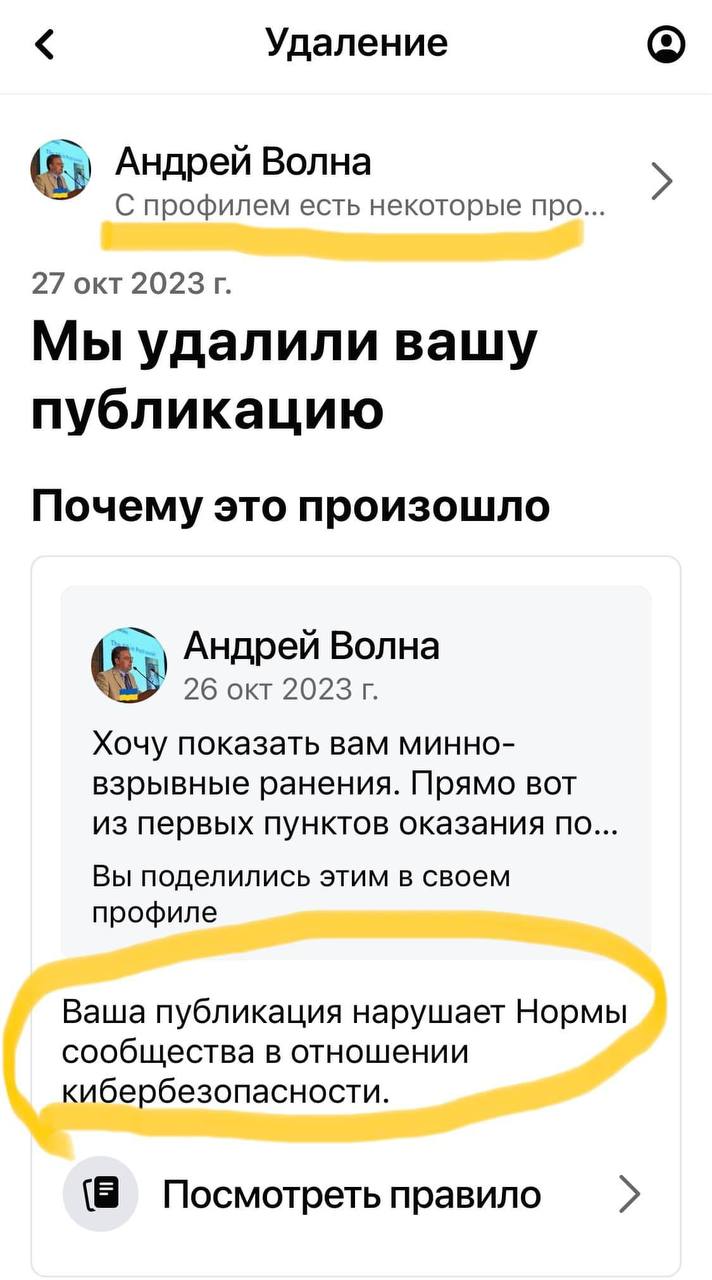 Удаление
Андрей Волна
С профилем есть некоторые про...
27 окт 2023 г.
Мы удалили вашу
публикацию
Почему это произошло
Андрей Волна
26 окт 2023 г.
Хочу показать вам минно-
взрывные ранения. Прямо вот
из первых пунктов оказания по...
Вы поделились этим в своем
профиле
Ваша публикация нарушает Нормы
сообщества в отношении
кибербезопасности.
Посмотреть правило